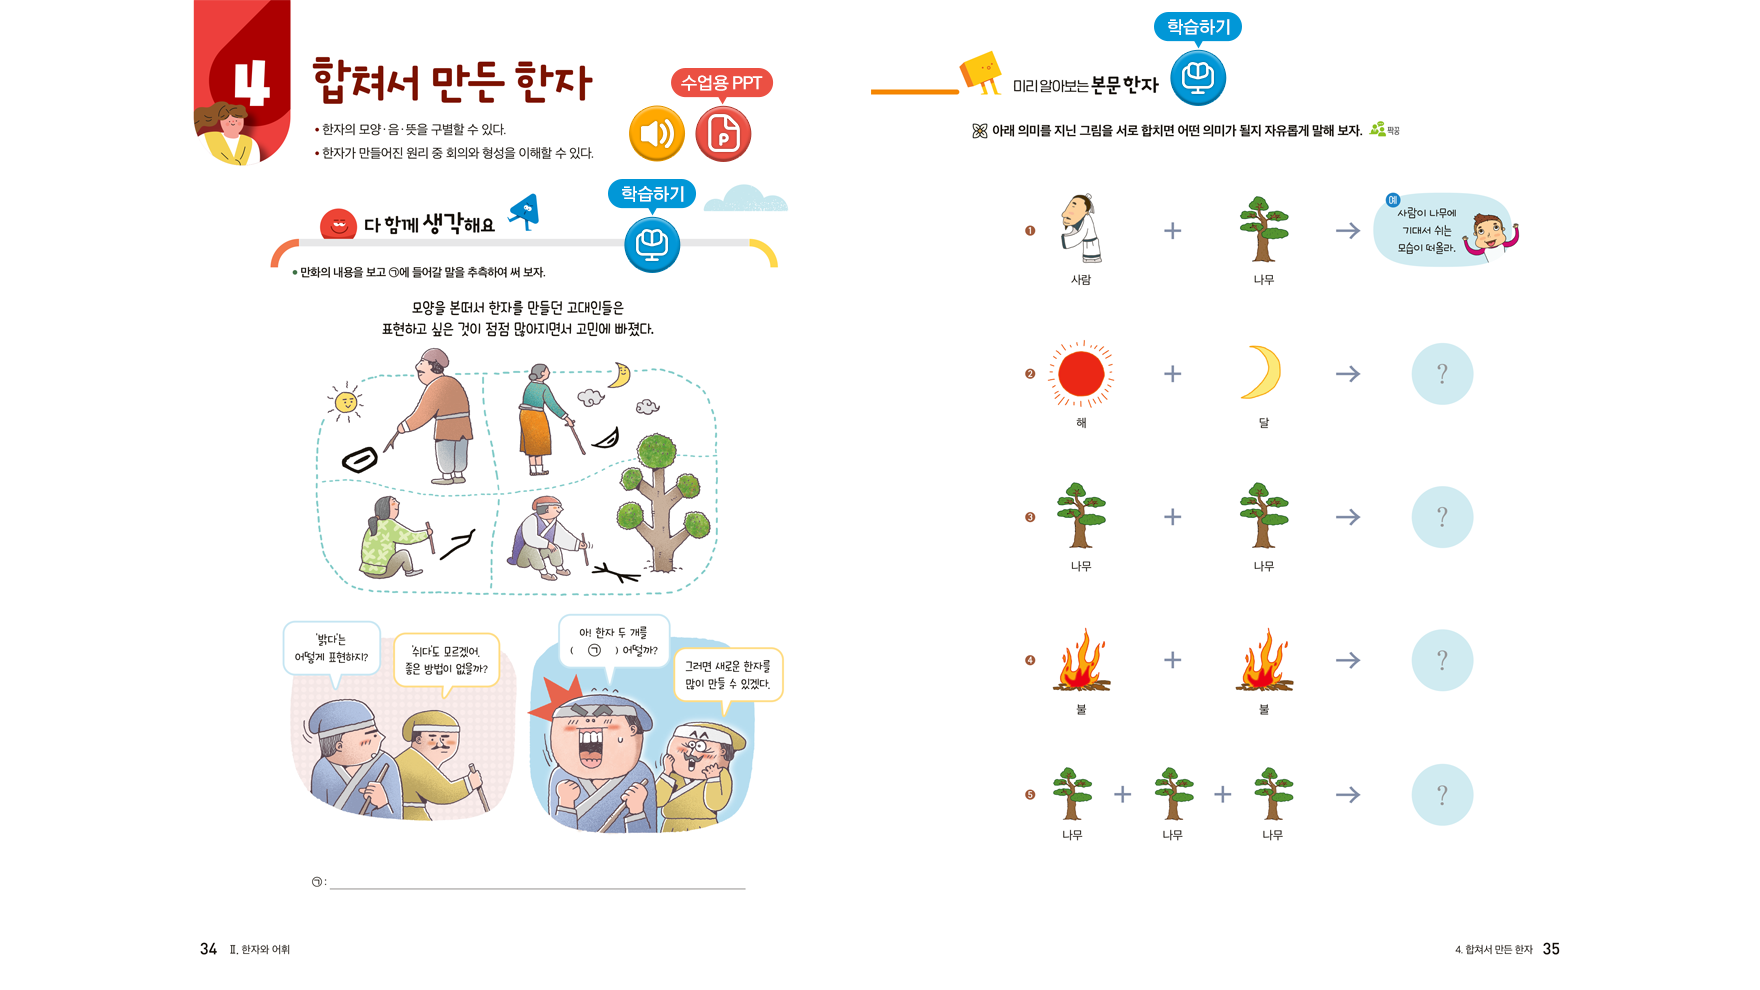 4
합쳐서 만든 한자
• 한자의 모양·음·뜻을 구별할 수 있다.
• 한자가 만들어진 원리 중 회의와 형성을 이해할 수 있다.
수업용 PPT
P
학습하기
다 함께 생각해요
• 만화의 내용을 보고 ㉠에 들어갈 말을 추측하여 써 보자.
모양을 본떠서 한자를 만들던 고대인들은
표현하고 싶은 것이 점점 많아지면서 고민에 빠졌다.
'밝다'는
어떻게 표현하지?
'쉬다'도 모르겠어.
좋은 방법이 없을까?
아! 한자 두 개를
( ㉠ ) 어떨까?
그러면 새로운 한자를
많이 만들 수 있겠다.
㉠ :
34 Ⅱ. 한자와 어휘
학습하기
미리 알아보는 본문 한자
아래 의미를 지닌 그림을 서로 합치면 어떤 의미가 될지 자유롭게 말해 보자. 짝꿍
❶ + →
사람 나무
예
사람이 나무에
기대서 쉬는
모습이 떠올라.
❷ + → ?
해 달
❸ + → ?
나무 나무
❹ + → ?
불 불
❺ + + → ?
나무 나무 나무
4. 합쳐서 만든 한자 35